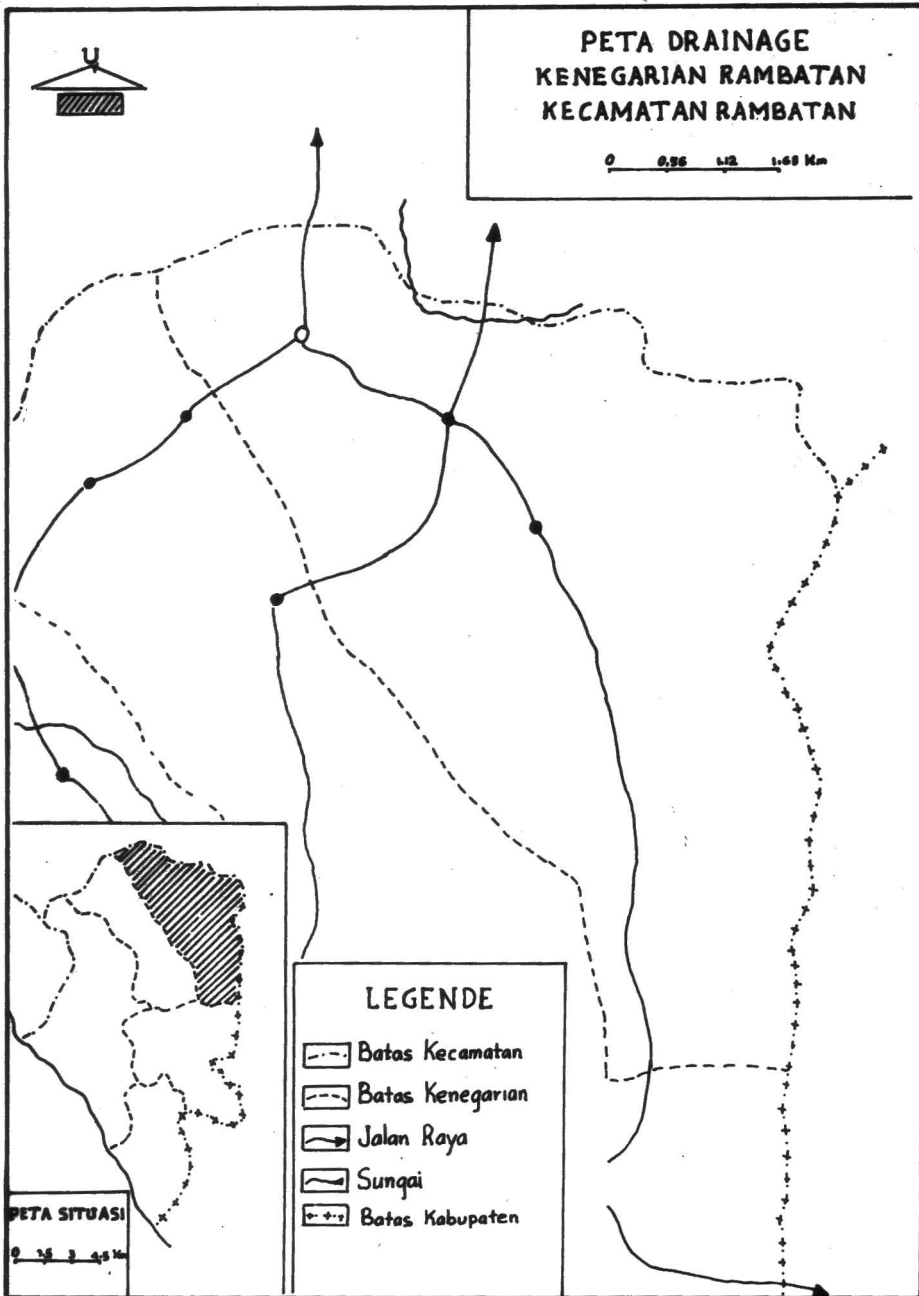 U
PETA DRAINAGE
KENEGARIAN RAMBATAN
KECAMATAN RAMBATAN
0 0.56 1.12 1.68 Km
LEGENDE
Batas Kecamatan
Batas Kenegarian
Jalan Raya
Sungai
Batas Kabupaten
PETA SITUASI
0 1.5 3 4.5 Km